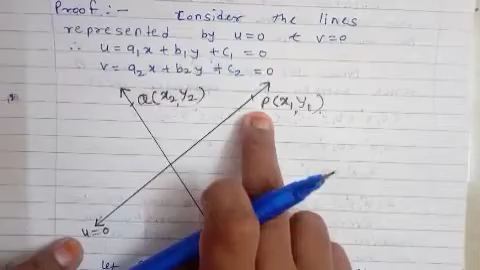 Proof :-  Consider the lines
represented by u=0 & v=0
∴ u = a₁x + b₁y + c₁ = 0
v = a₂x + b₂y + c₂ = 0
Q(x₂, y₂)
P(x₁, y₁)
u=0
let